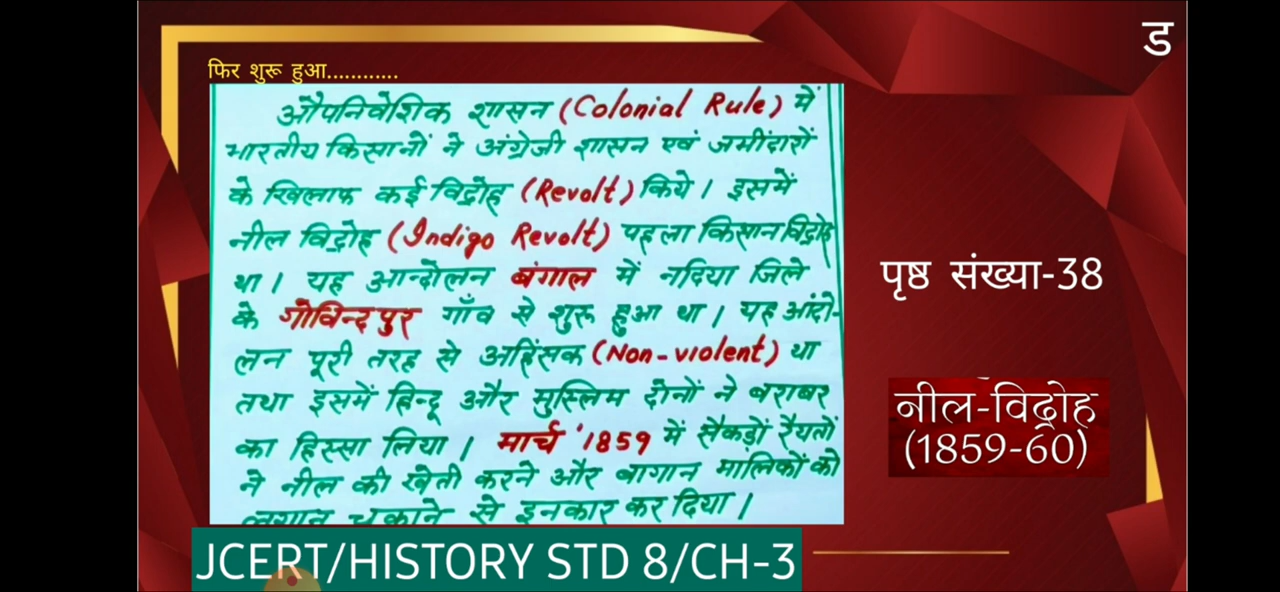 ड
फिर शुरू हुआ............
औपनिवेशिक शासन (Colonial Rule) में
भारतीय किसानों ने अंग्रेजी शासन एवं जमींदारों
के खिलाफ कई विद्रोह (Revolt) किये। इसमें
नील विद्रोह (Indigo Revolt) पहला किसान विद्रोह
था। यह आन्दोलन बंगाल में नदिया जिले
के गोविन्दपुर गाँव से शुरू हुआ था। यह आंदो-
लन पूरी तरह से अहिंसक (Non-violent) था
तथा इसमें हिन्दू और मुस्लिम दोनों ने बराबर
का हिस्सा लिया। मार्च '1859 में सैकड़ों रैयतों
ने नील की खेती करने और बागान मालिकों को
लगान चुकाने से इनकार कर दिया।
पृष्ठ संख्या-38
नील-विद्रोह
(1859-60)
JCERT/HISTORY STD 8/CH-3